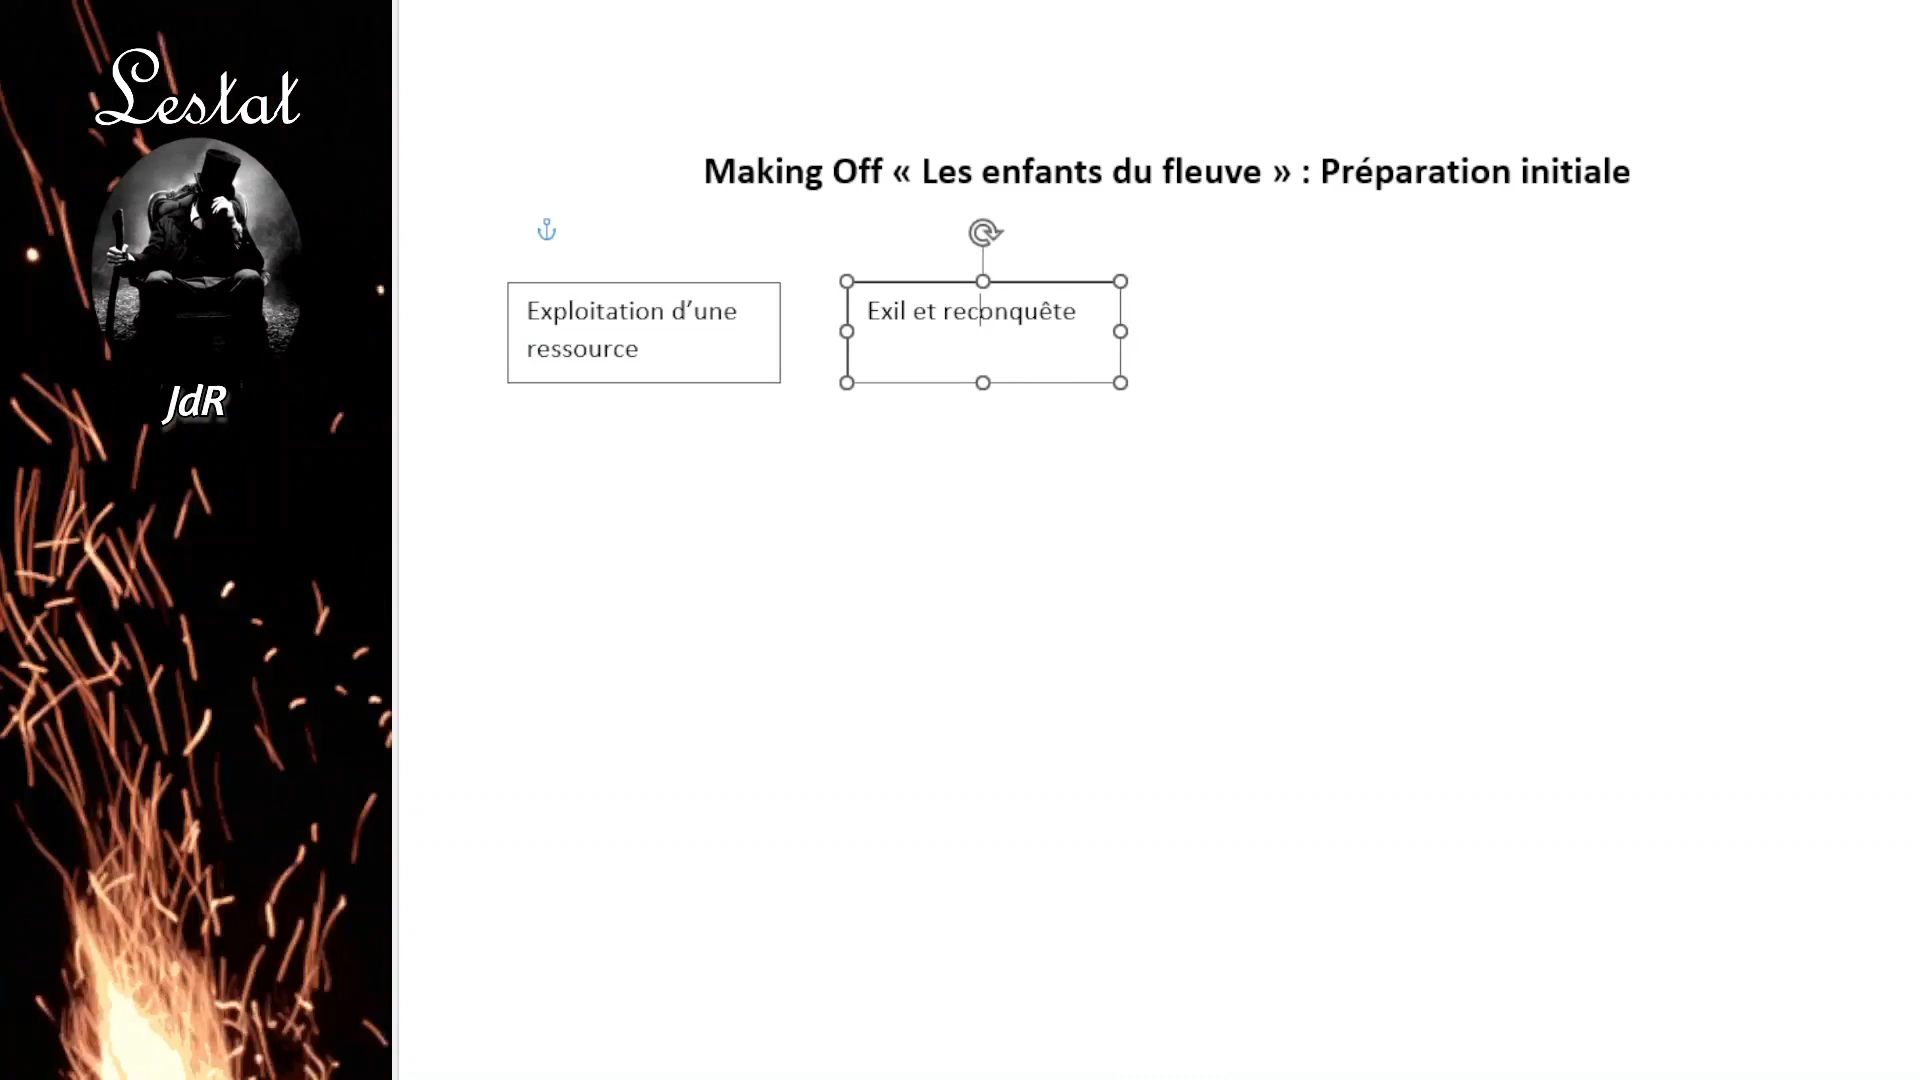 Lestat
JdR
Making Off « Les enfants du fleuve » : Préparation initiale
Exploitation d’une
ressource
Exil et reconquête